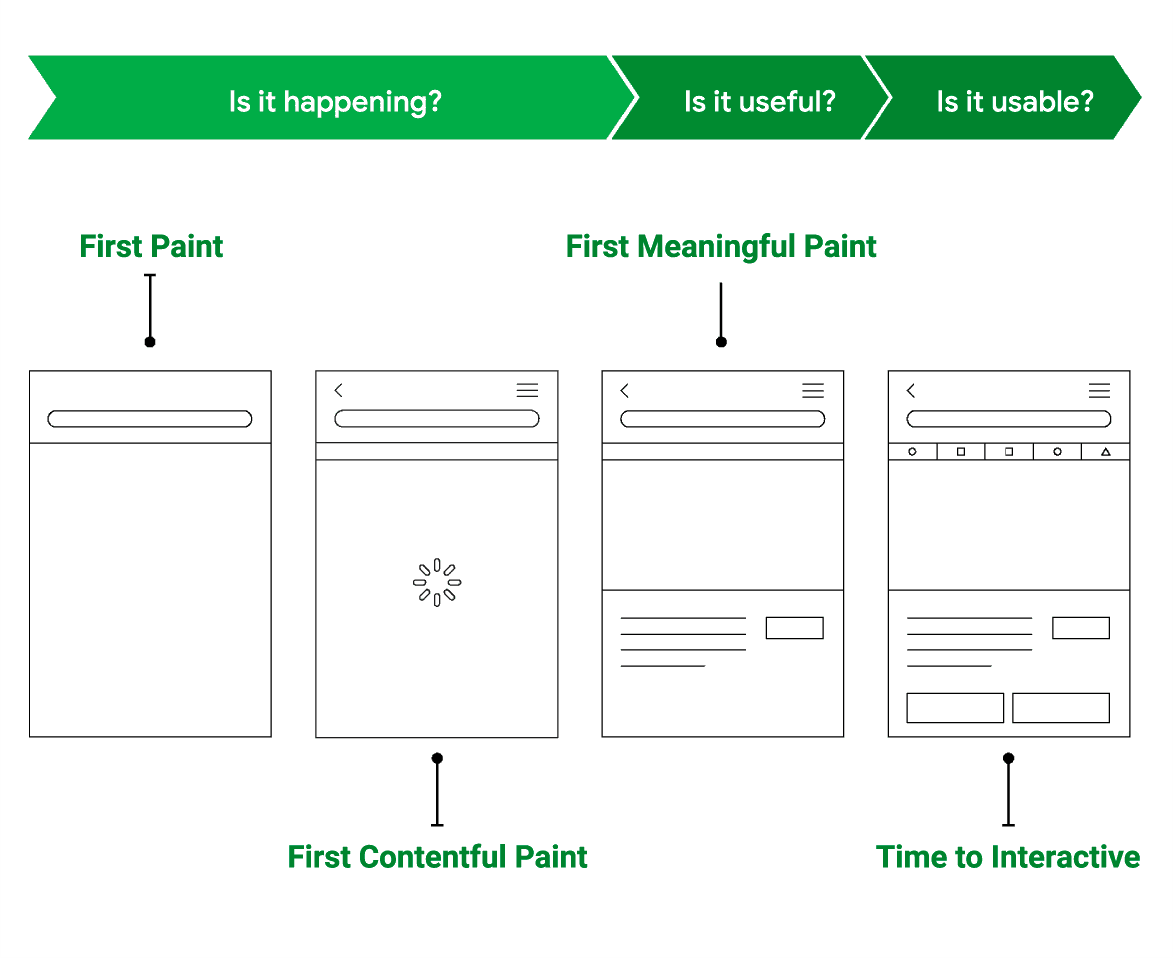 Is it happening?
Is it useful?
Is it usable?
First Paint
First Meaningful Paint
First Contentful Paint
Time to Interactive